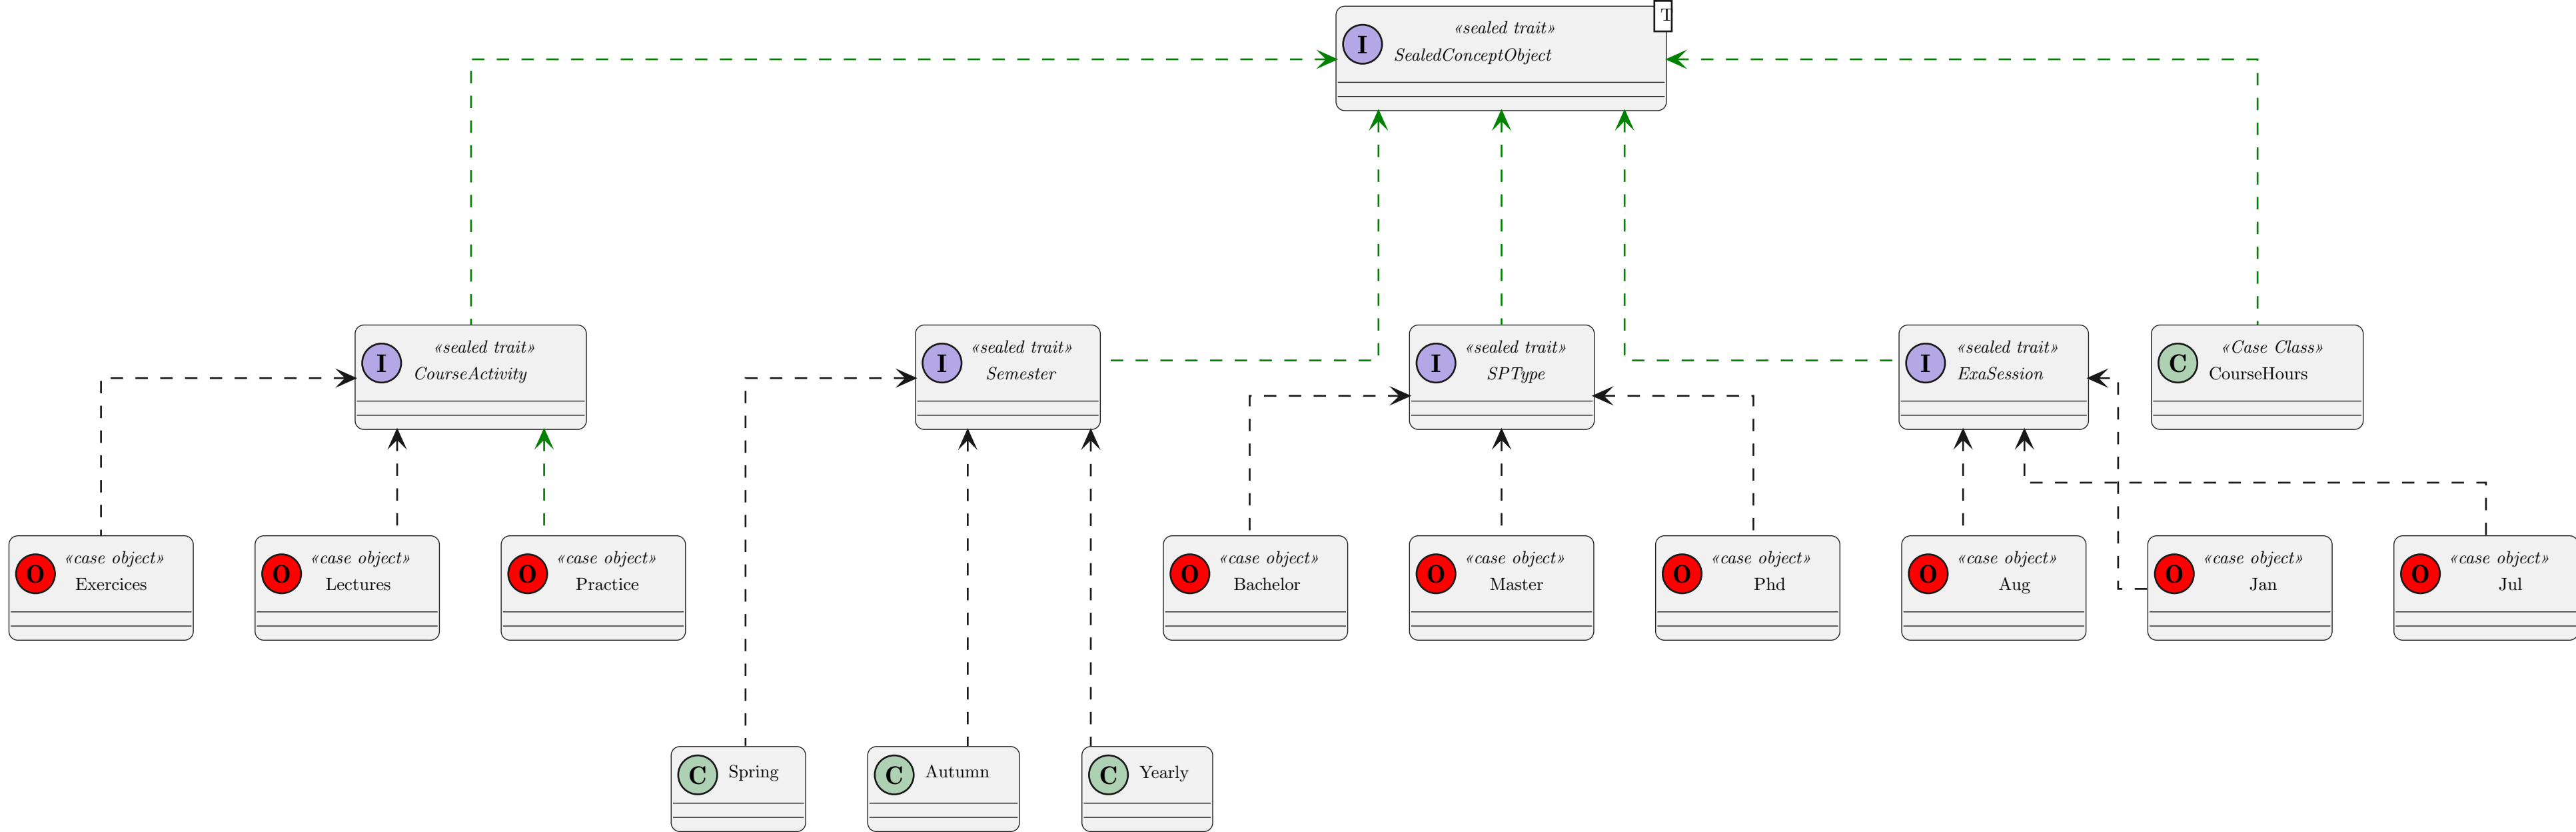 T
I
«sealed trait»
SealedConceptObject
I
«sealed trait»
CourseActivity
I
«sealed trait»
Semester
I
«sealed trait»
SPType
I
«sealed trait»
ExaSession
C
«Case Class»
CourseHours
O
«case object»
Exercices
O
«case object»
Lectures
O
«case object»
Practice
O
«case object»
Bachelor
O
«case object»
Master
O
«case object»
Phd
O
«case object»
Aug
O
«case object»
Jan
O
«case object»
Jul
C
Spring
C
Autumn
C
Yearly